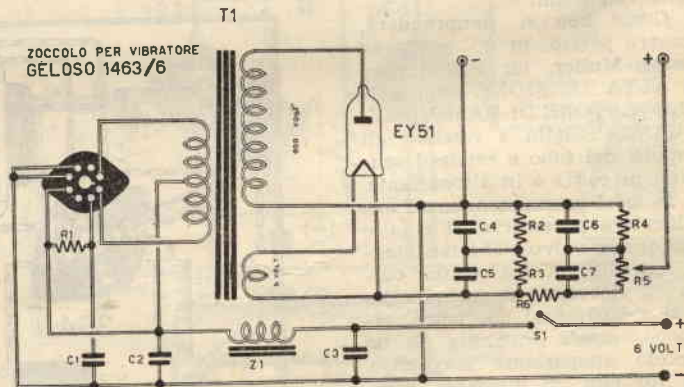 T1
ZOCCOLO PER VIBRATORE
GELOSO 1463/6
EY51
-
+
R1
C4
R2
C6
R4
C5
R3
C7
R5
R6
S1
+
6 VOLT
-
C1
C2
Z1
C3